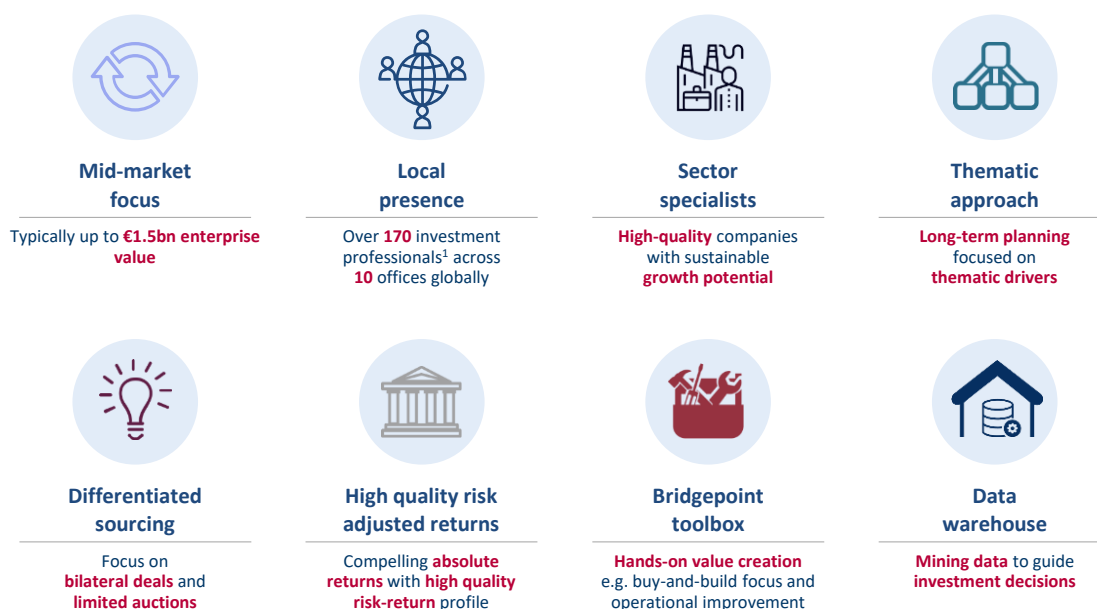 Mid-market
focus
Typically up to €1.5bn enterprise
value
Local
presence
Over 170 investment
professionals¹ across
10 offices globally
Sector
specialists
High-quality companies
with sustainable
growth potential
Thematic
approach
Long-term planning
focused on
thematic drivers
Differentiated
sourcing
Focus on
bilateral deals and
limited auctions
High quality risk
adjusted returns
Compelling absolute
returns with high quality
risk-return profile
Bridgepoint
toolbox
Hands-on value creation
e.g. buy-and-build focus and
operational improvement
Data
warehouse
Mining data to guide
investment decisions